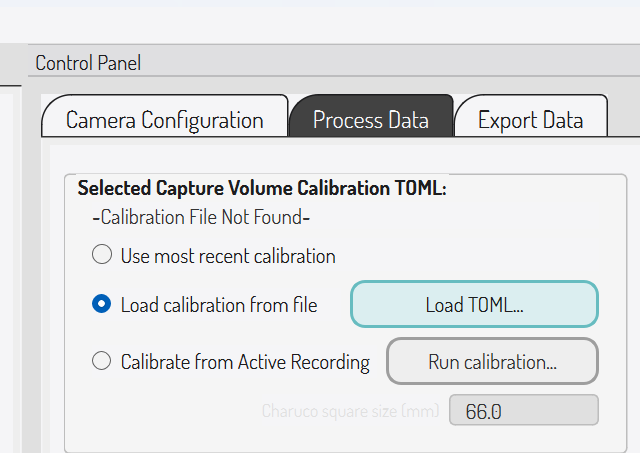 Control Panel
Camera Configuration Process Data Export Data
Selected Capture Volume Calibration TOML:
-Calibration File Not Found-
Use most recent calibration
Load calibration from file Load TOML...
Calibrate from Active Recording Run calibration...
Charuco square size (mm) 66.0